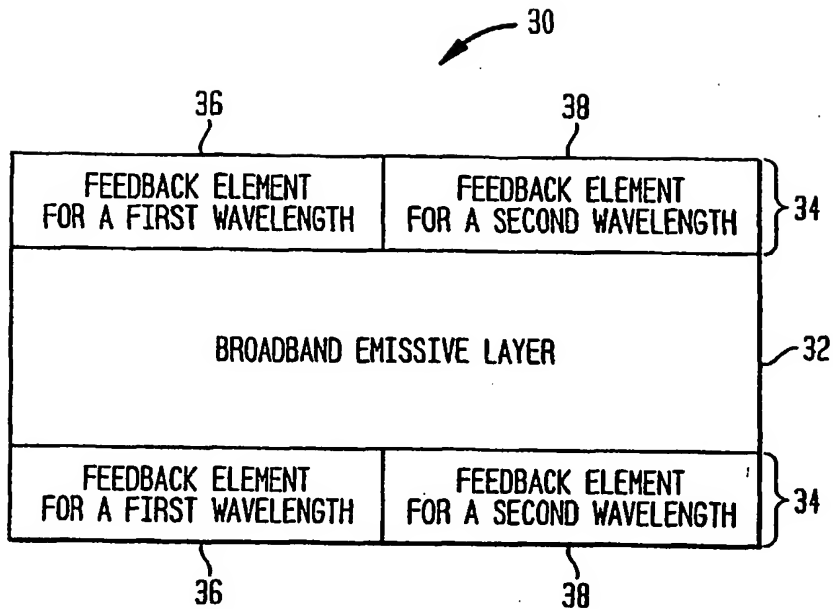 30
36 38
FEEDBACK ELEMENT FEEDBACK ELEMENT
FOR A FIRST WAVELENGTH FOR A SECOND WAVELENGTH
34
BROADBAND EMISSIVE LAYER
32
FEEDBACK ELEMENT FEEDBACK ELEMENT
FOR A FIRST WAVELENGTH FOR A SECOND WAVELENGTH
34
36 38